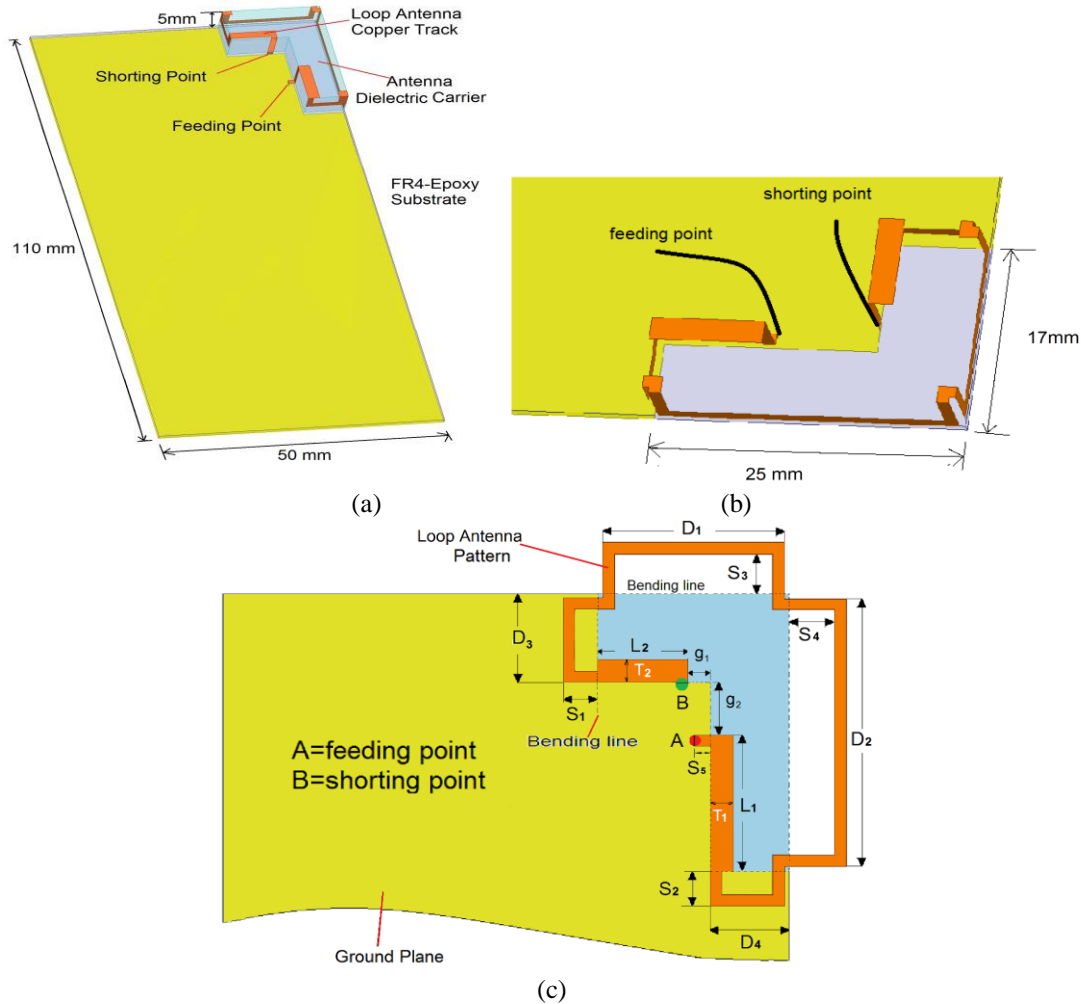 5mm
Loop Antenna
Copper Track
Shorting Point
Antenna
Dielectric Carrier
Feeding Point
FR4-Epoxy
Substrate
110 mm
50 mm
(a)
shorting point
feeding point
17mm
25 mm
(b)
Loop Antenna
Pattern
D1
S3
Bending line
S4
D3
L2
g1
T2
S1
B
g2
Bending line
A
D2
A=feeding point
B=shorting point
S5
T1
L1
S2
D4
Ground Plane
(c)